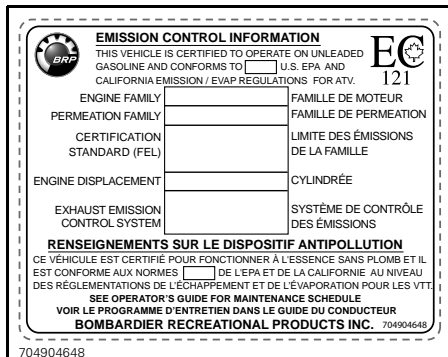 EMISSION CONTROL INFORMATION
THIS VEHICLE IS CERTIFIED TO OPERATE ON UNLEADED
GASOLINE AND CONFORMS TO U.S. EPA AND
CALIFORNIA EMISSION / EVAP REGULATIONS FOR ATV.
BRP
EC
121
ENGINE FAMILY FAMILLE DE MOTEUR
PERMEATION FAMILY FAMILLE DE PERMEATION
CERTIFICATION LIMITE DES ÉMISSIONS
STANDARD (FEL) DE LA FAMILLE
ENGINE DISPLACEMENT CYLINDRÉE
EXHAUST EMISSION SYSTÈME DE CONTRÔLE
CONTROL SYSTEM DES ÉMISSIONS
RENSEIGNEMENTS SUR LE DISPOSITIF ANTIPOLLUTION
CE VÉHICULE EST CERTIFIÉ POUR FONCTIONNER À L'ESSENCE SANS PLOMB ET IL
EST CONFORME AUX NORMES DE L'EPA ET DE LA CALIFORNIE AU NIVEAU
DES RÉGLEMENTATIONS DE L'ÉCHAPPEMENT ET DE L'ÉVAPORATION POUR LES VTT.
SEE OPERATOR'S GUIDE FOR MAINTENANCE SCHEDULE
VOIR LE PROGRAMME D'ENTRETIEN DANS LE GUIDE DU CONDUCTEUR
BOMBARDIER RECREATIONAL PRODUCTS INC. 704904648
704904648